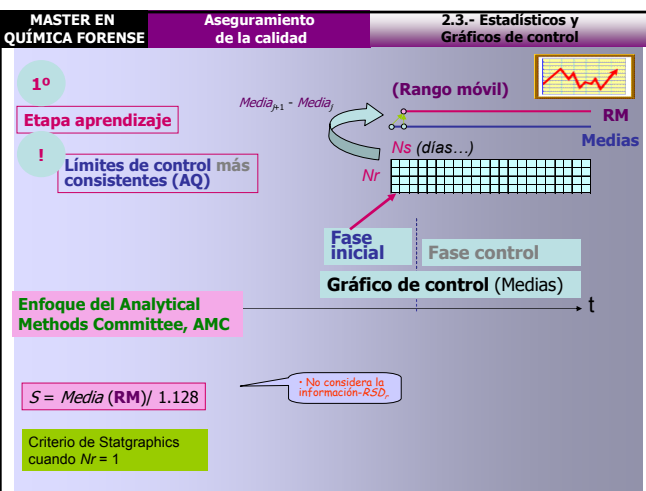 MASTER EN
QUÍMICA FORENSE
Aseguramiento
de la calidad
2.3.- Estadísticos y
Gráficos de control
1º
Etapa aprendizaje
!
Límites de control más
consistentes (AQ)
Media j+1 - Media j
(Rango móvil)
RM
Medias
Ns (días…)
Nr
Fase
inicial
Fase control
Gráfico de control (Medias)
t
Enfoque del Analytical
Methods Committee, AMC
S = Media (RM)/ 1.128
• No considera la
información-RSDr.
Criterio de Statgraphics
cuando Nr = 1